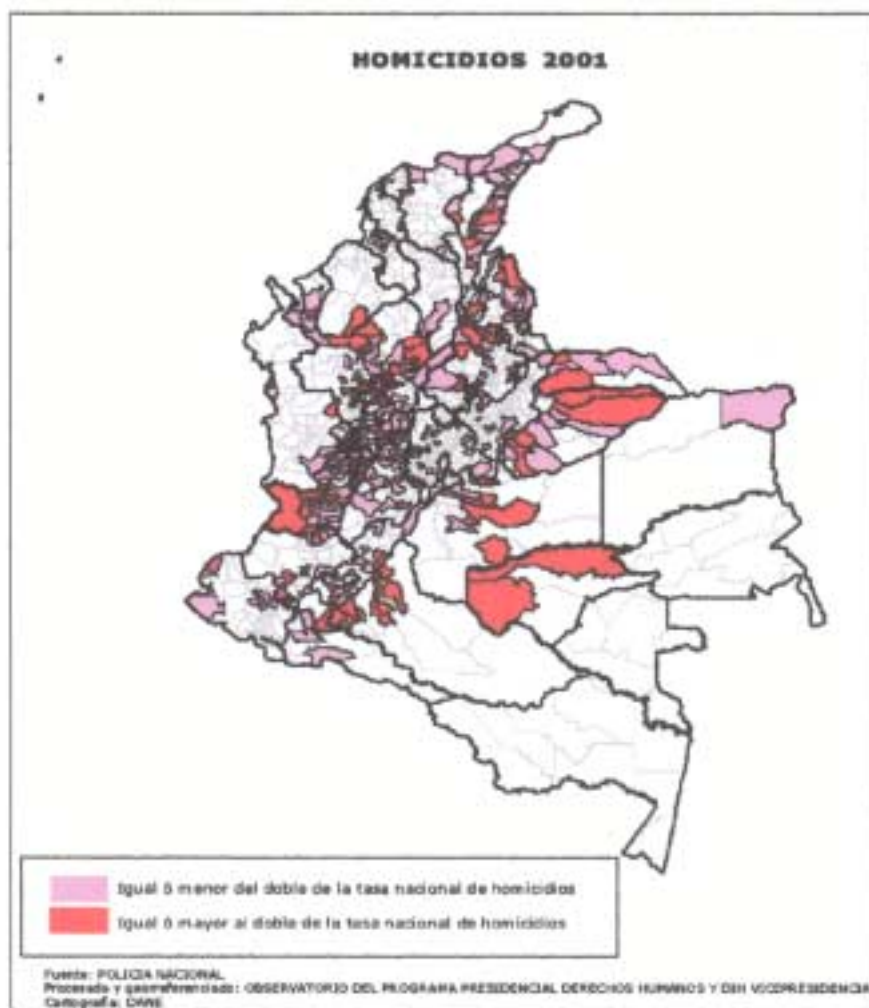 HOMICIDIOS 2001
Igual ó menor del doble de la tasa nacional de homicidios
Igual ó mayor al doble de la tasa nacional de homicidios
Fuente: POLICIA NACIONAL
Procesado y georreferenciado: OBSERVATORIO DEL PROGRAMA PRESIDENCIAL DERECHOS HUMANOS Y DIH VICEPRESIDENCIA
Cartografía: DANE